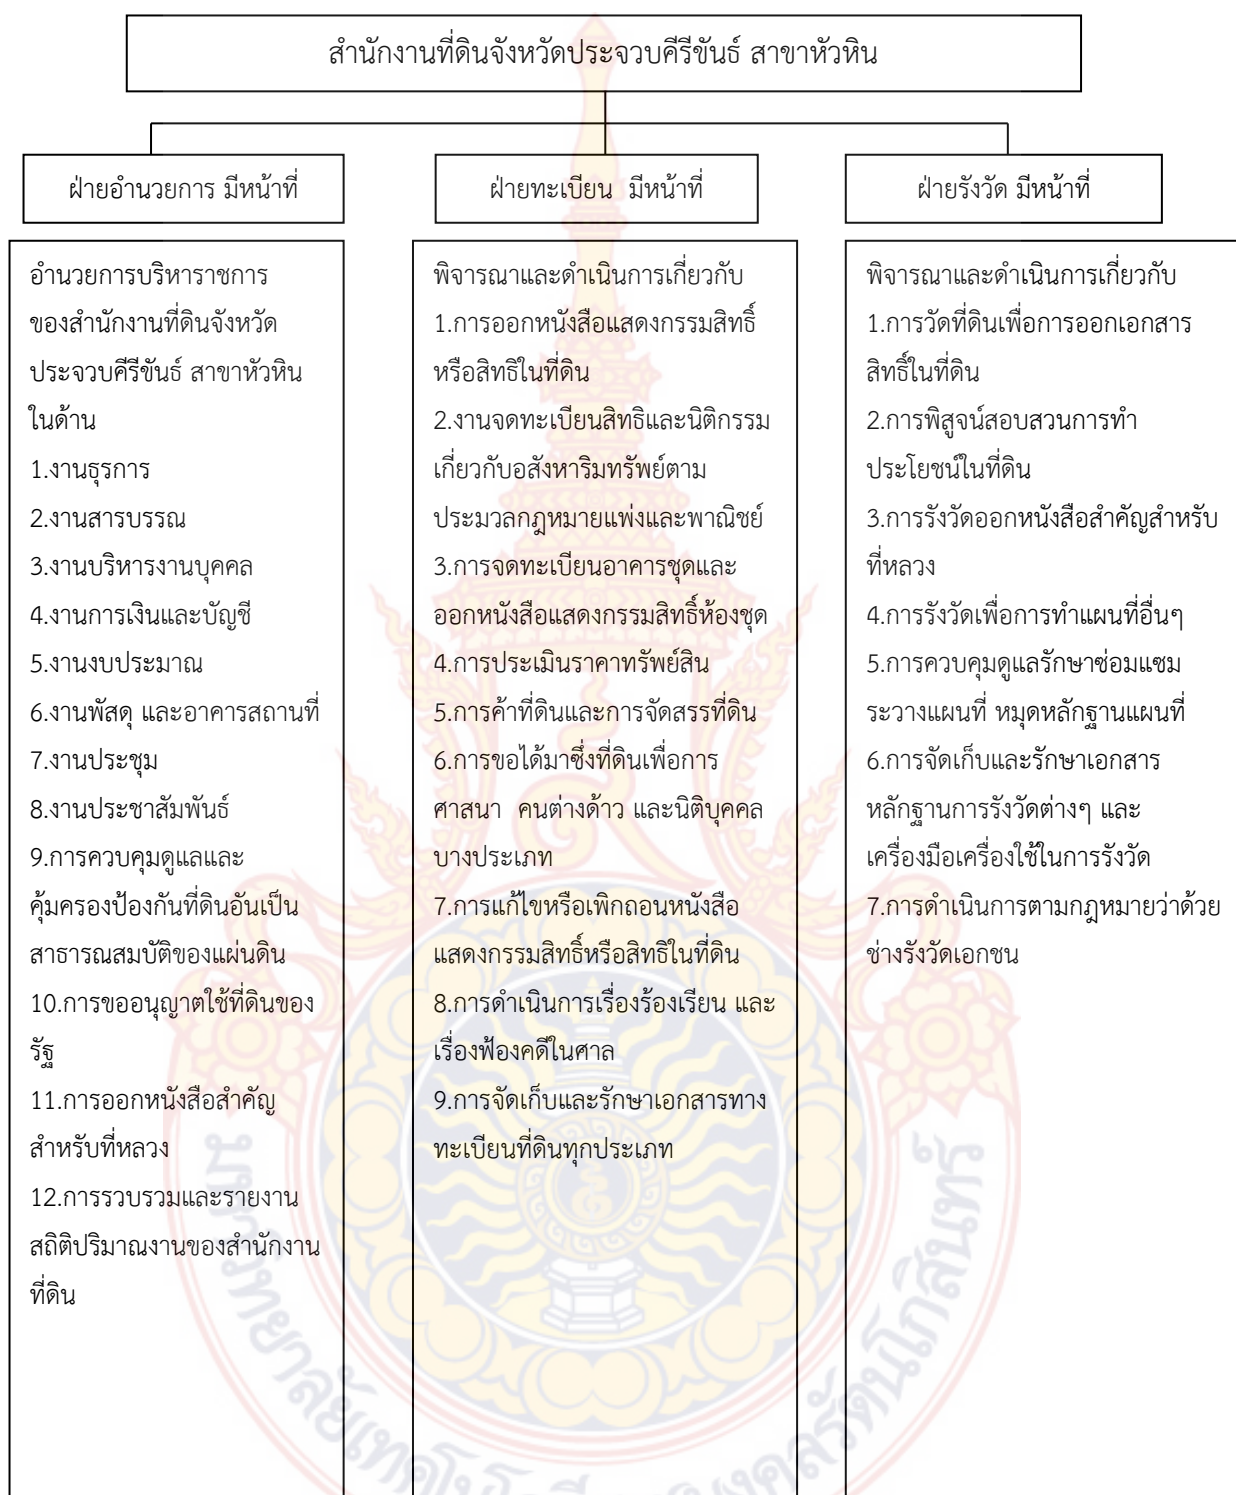 สำนักงานที่ดินจังหวัดประจวบคีรีขันธ์ สาขาหัวหิน
ฝ่ายอำนวยการ มีหน้าที่
อำนวยการบริหาราชการ
ของสำนักงานที่ดินจังหวัด
ประจวบคีรีขันธ์ สาขาหัวหิน
ในด้าน
1.งานธุรการ
2.งานสารบรรณ
3.งานบริหารงานบุคคล
4.งานการเงินและบัญชี
5.งานงบประมาณ
6.งานพัสดุ และอาคารสถานที่
7.งานประชุม
8.งานประชาสัมพันธ์
9.การควบคุมดูแลและ
คุ้มครองป้องกันที่ดินอันเป็น
สาธารณสมบัติของแผ่นดิน
10.การขออนุญาตใช้ที่ดินของ
รัฐ
11.การออกหนังสือสำคัญ
สำหรับที่หลวง
12.การรวบรวมและรายงาน
สถิติปริมาณงานของสำนักงาน
ที่ดิน
ฝ่ายทะเบียน มีหน้าที่
พิจารณาและดำเนินการเกี่ยวกับ
1.การออกหนังสือแสดงกรรมสิทธิ์
หรือสิทธิในที่ดิน
2.งานจดทะเบียนสิทธิและนิติกรรม
เกี่ยวกับอสังหาริมทรัพย์ตาม
ประมวลกฎหมายแพ่งและพาณิชย์
3.การจดทะเบียนอาคารชุดและ
ออกหนังสือแสดงกรรมสิทธิ์ห้องชุด
4.การประเมินราคาทรัพย์สิน
5.การค้าที่ดินและการจัดสรรที่ดิน
6.การขอได้มาซึ่งที่ดินเพื่อการ
ศาสนา คนต่างด้าว และนิติบุคคล
บางประเภท
7.การแก้ไขหรือเพิกถอนหนังสือ
แสดงกรรมสิทธิ์หรือสิทธิในที่ดิน
8.การดำเนินการเรื่องร้องเรียน และ
เรื่องฟ้องคดีในศาล
9.การจัดเก็บและรักษาเอกสารทาง
ทะเบียนที่ดินทุกประเภท
ฝ่ายรังวัด มีหน้าที่
พิจารณาและดำเนินการเกี่ยวกับ
1.การวัดที่ดินเพื่อการออกเอกสาร
สิทธิ์ในที่ดิน
2.การพิสูจน์สอบสวนการทำ
ประโยชน์ในที่ดิน
3.การรังวัดออกหนังสือสำคัญสำหรับ
ที่หลวง
4.การรังวัดเพื่อการทำแผนที่อื่นๆ
5.การควบคุมดูแลรักษาซ่อมแซม
ระวางแผนที่ หมุดหลักฐานแผนที่
6.การจัดเก็บและรักษาเอกสาร
หลักฐานการรังวัดต่างๆ และ
เครื่องมือเครื่องใช้ในการรังวัด
7.การดำเนินการตามกฎหมายว่าด้วย
ช่างรังวัดเอกชน